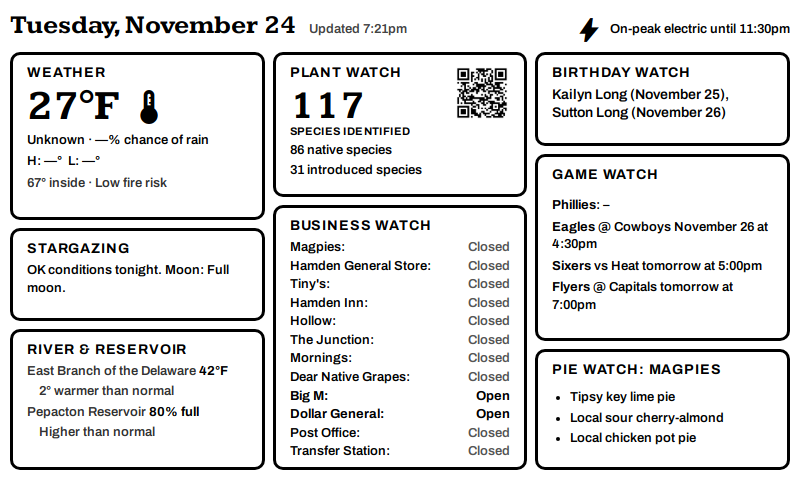 Tuesday, November 24 Updated 7:21pm
On-peak electric until 11:30pm
WEATHER
27°F
Unknown · —% chance of rain
H: —° L: —°
67° inside · Low fire risk
STARGAZING
OK conditions tonight. Moon: Full
moon.
RIVER & RESERVOIR
East Branch of the Delaware 42°F
2° warmer than normal
Pepacton Reservoir 80% full
Higher than normal
PLANT WATCH
117
SPECIES IDENTIFIED
86 native species
31 introduced species
BUSINESS WATCH
Magpies: Closed
Hamden General Store: Closed
Tiny's: Closed
Hamden Inn: Closed
Hollow: Closed
The Junction: Closed
Mornings: Closed
Dear Native Grapes: Closed
Big M: Open
Dollar General: Open
Post Office: Closed
Transfer Station: Closed
BIRTHDAY WATCH
Kailyn Long (November 25),
Sutton Long (November 26)
GAME WATCH
Phillies: –
Eagles @ Cowboys November 26 at
4:30pm
Sixers vs Heat tomorrow at 5:00pm
Flyers @ Capitals tomorrow at
7:00pm
PIE WATCH: MAGPIES
• Tipsy key lime pie
• Local sour cherry-almond
• Local chicken pot pie